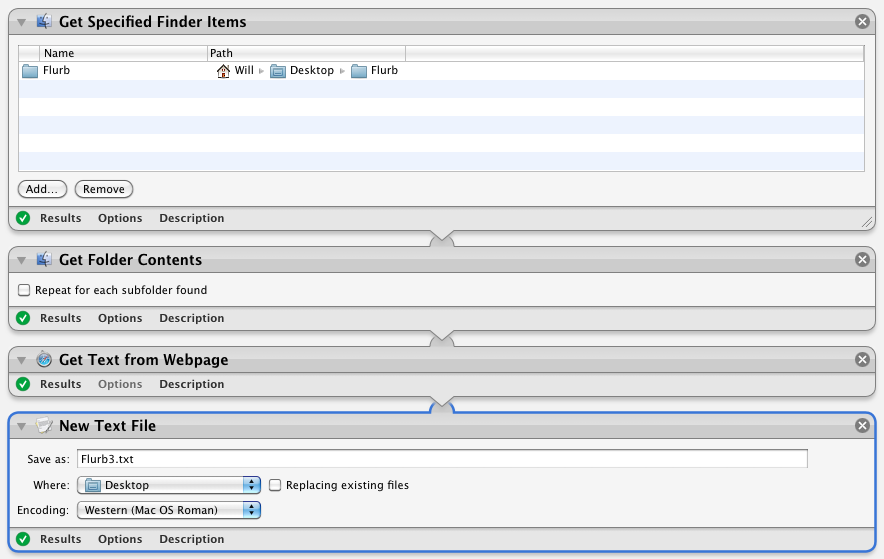 Get Specified Finder Items
Name Path
Flurb Will Desktop Flurb
Add... Remove
Results Options Description
Get Folder Contents
Repeat for each subfolder found
Results Options Description
Get Text from Webpage
Results Options Description
New Text File
Save as: Flurb3.txt
Where: Desktop Replacing existing files
Encoding: Western (Mac OS Roman)
Results Options Description